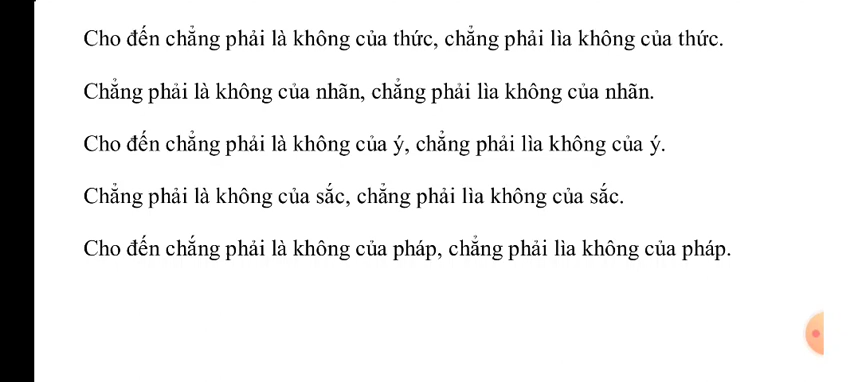 Cho đến chẳng phải là không của thức, chẳng phải lìa không của thức.
Chẳng phải là không của nhãn, chẳng phải lìa không của nhãn.
Cho đến chẳng phải là không của ý, chẳng phải lìa không của ý.
Chẳng phải là không của sắc, chẳng phải lìa không của sắc.
Cho đến chắng phải là không của pháp, chẳng phải lìa không của pháp.